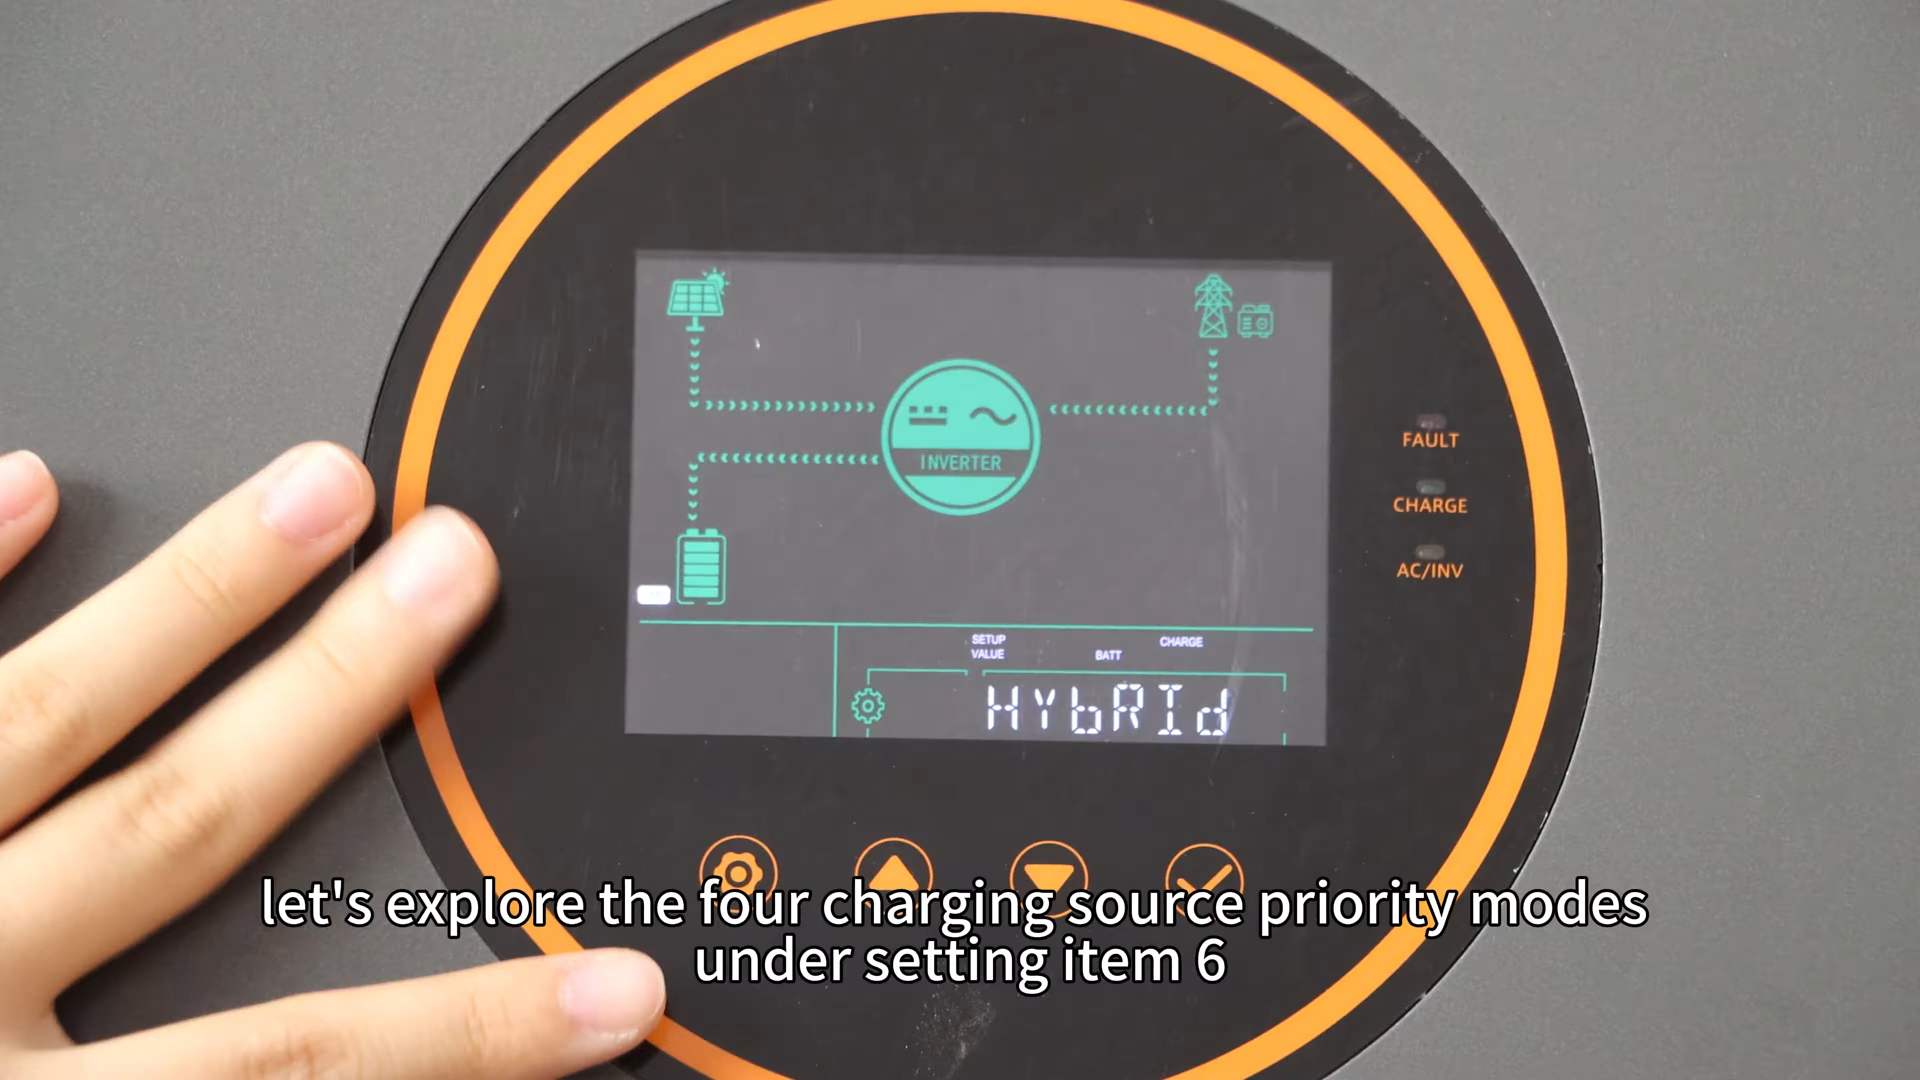 INVERTER
FAULT
CHARGE
AC/INV
SETUP
VALUE
BATT
CHARGE
HYbRId
let's explore the four charging source priority modes
under setting item 6